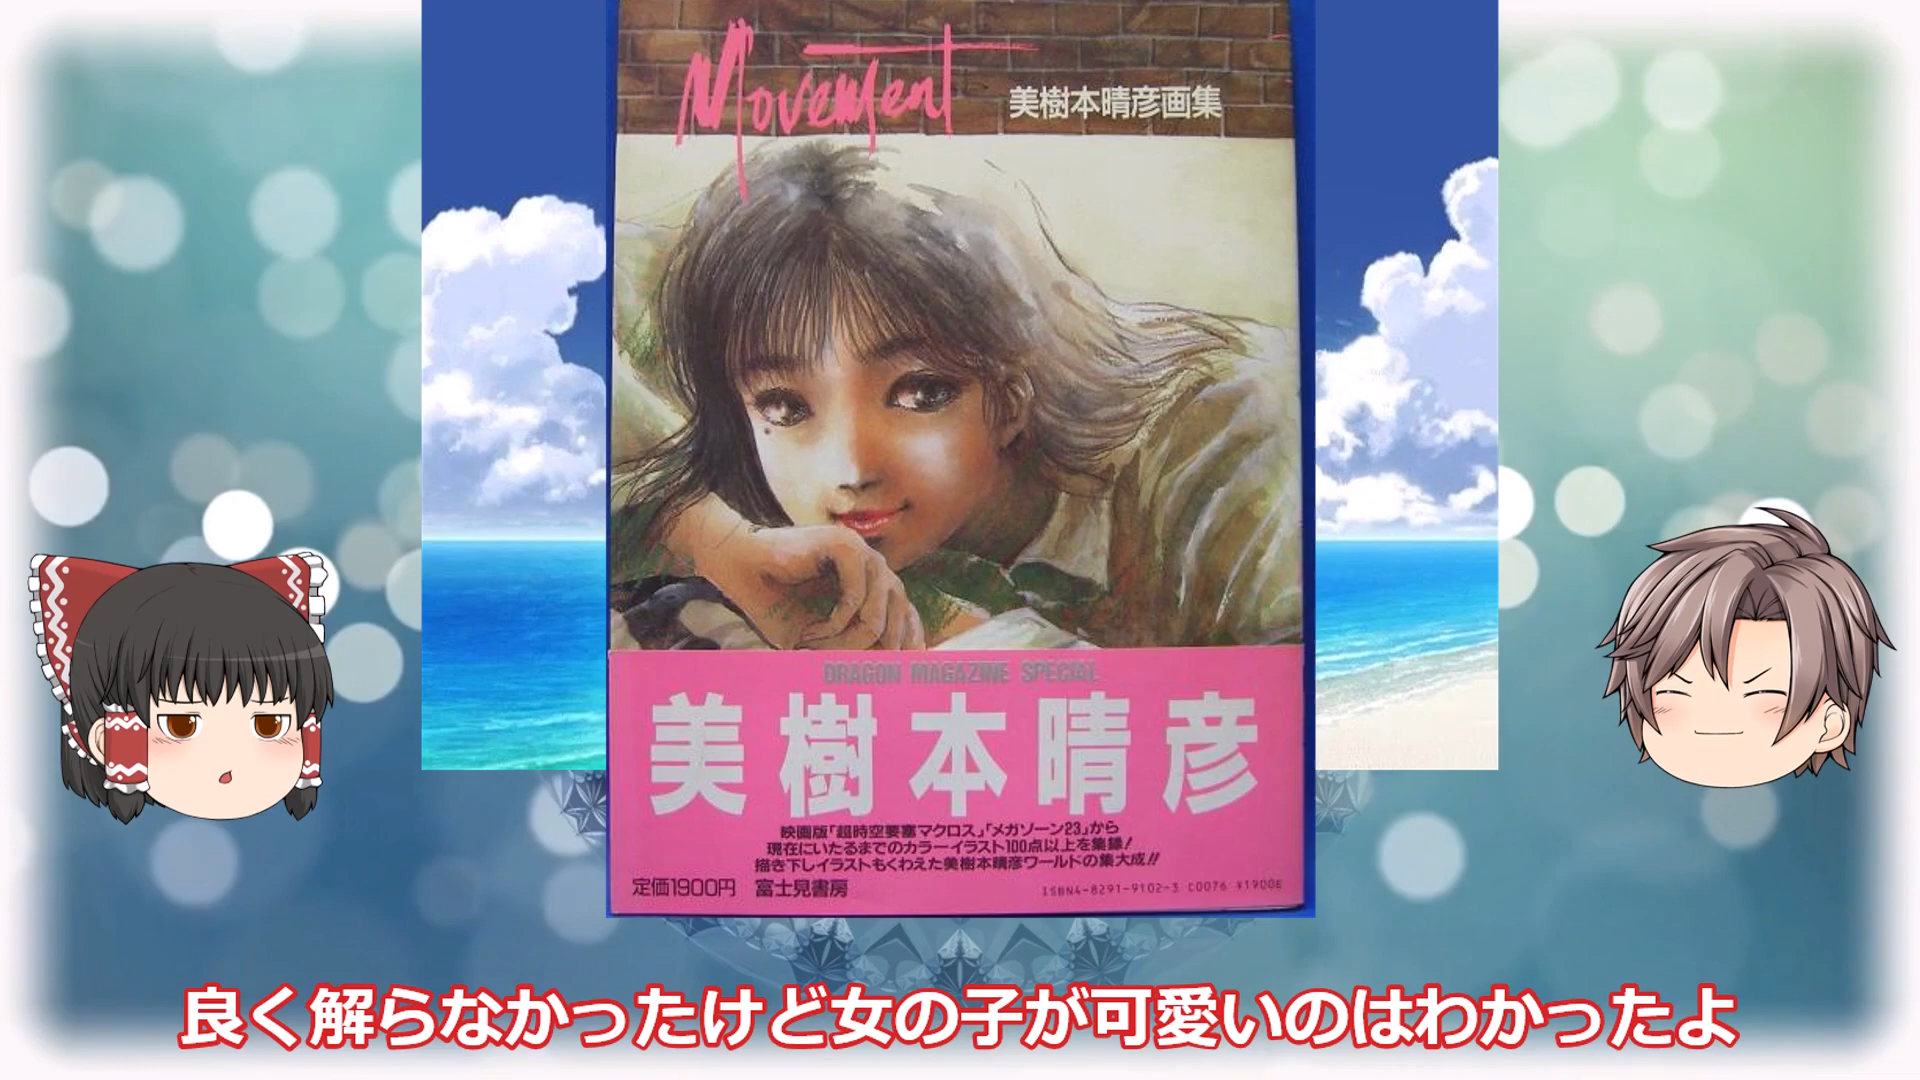 Movement
美樹本晴彦画集
DRAGON MAGAZINE SPECIAL
美樹本晴彦
映画版「超時空要塞マクロス」「メガゾーン23」から
現在にいたるまでのカラーイラスト100点以上を集録!
描き下しイラストもくわえた美樹本晴彦ワールドの集大成!!
定価1900円 富士見書房
ISBN4-8291-9102-3 C0076 ¥1900E
良く解らなかったけど女の子が可愛いのはわかったよ